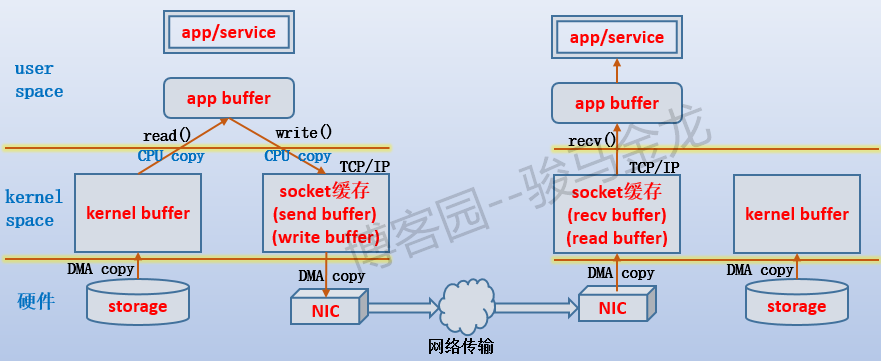 app/service
app/service
user
space
app buffer
app buffer
read()
write()
recv()
CPU copy
CPU copy
TCP/IP
TCP/IP
kernel
space
kernel buffer
socket缓存
(send buffer)
(write buffer)
socket缓存
(recv buffer)
(read buffer)
kernel buffer
DMA copy
DMA copy
DMA copy
DMA copy
硬件
storage
NIC
NIC
storage
网络传输
博客园--骏马金龙